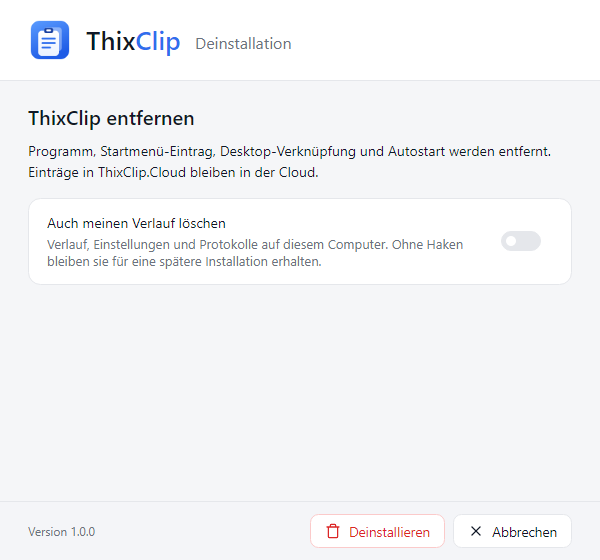 ThixClip Deinstallation
ThixClip entfernen
Programm, Startmenü-Eintrag, Desktop-Verknüpfung und Autostart werden entfernt.
Einträge in ThixClip.Cloud bleiben in der Cloud.
Auch meinen Verlauf löschen
Verlauf, Einstellungen und Protokolle auf diesem Computer. Ohne Haken
bleiben sie für eine spätere Installation erhalten.
Version 1.0.0 Deinstallieren Abbrechen